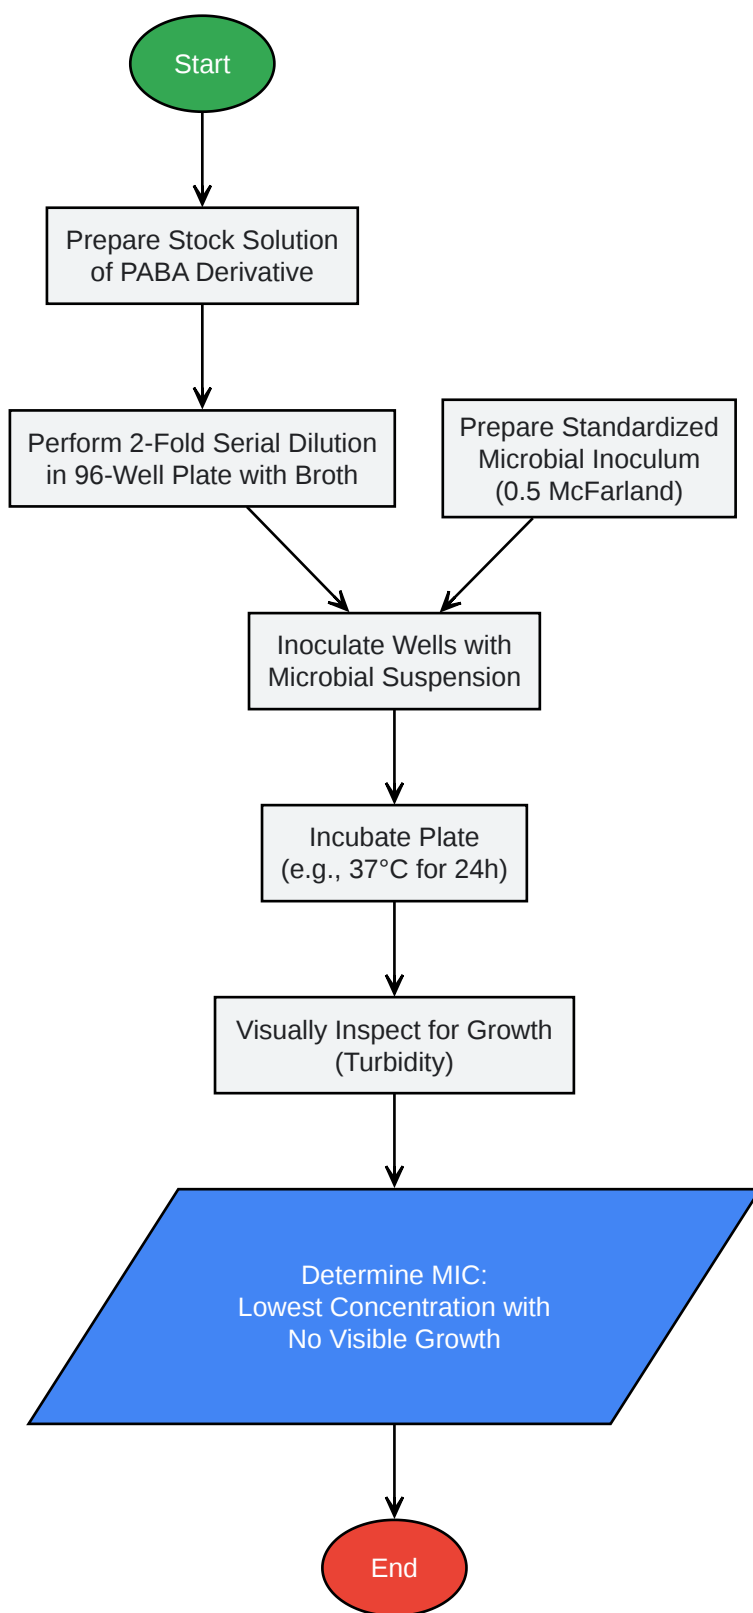 Start
Prepare Stock Solution
of PABA Derivative
Perform 2-Fold Serial Dilution
in 96-Well Plate with Broth
Prepare Standardized
Microbial Inoculum
(0.5 McFarland)
Inoculate Wells with
Microbial Suspension
Incubate Plate
(e.g., 37°C for 24h)
Visually Inspect for Growth
(Turbidity)
Determine MIC:
Lowest Concentration with
No Visible Growth
End